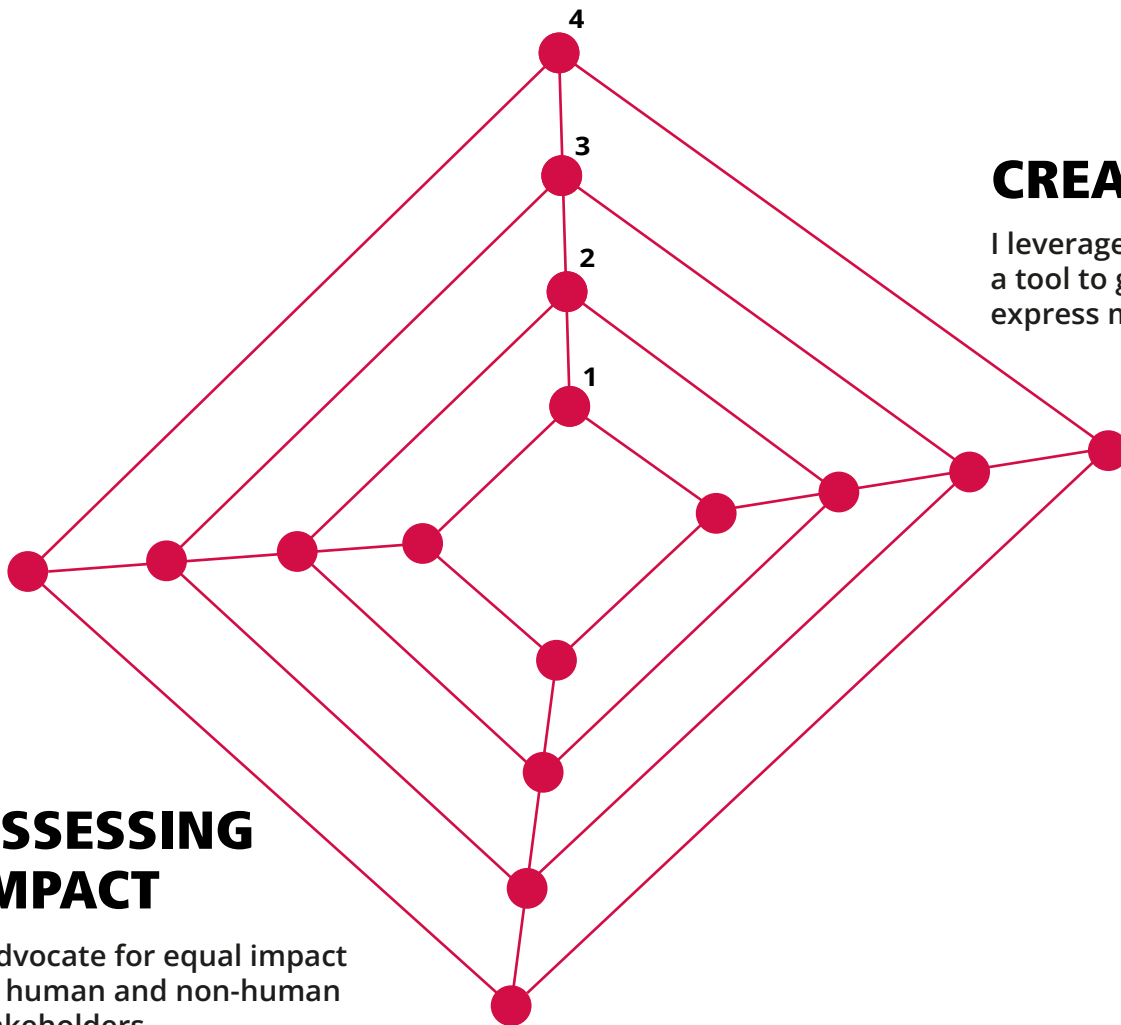 4
3
2
1
CREA
I leverage
a tool to
express
SSESSING
MPACT
dvocate for equal impact
human and non-human
akeholders